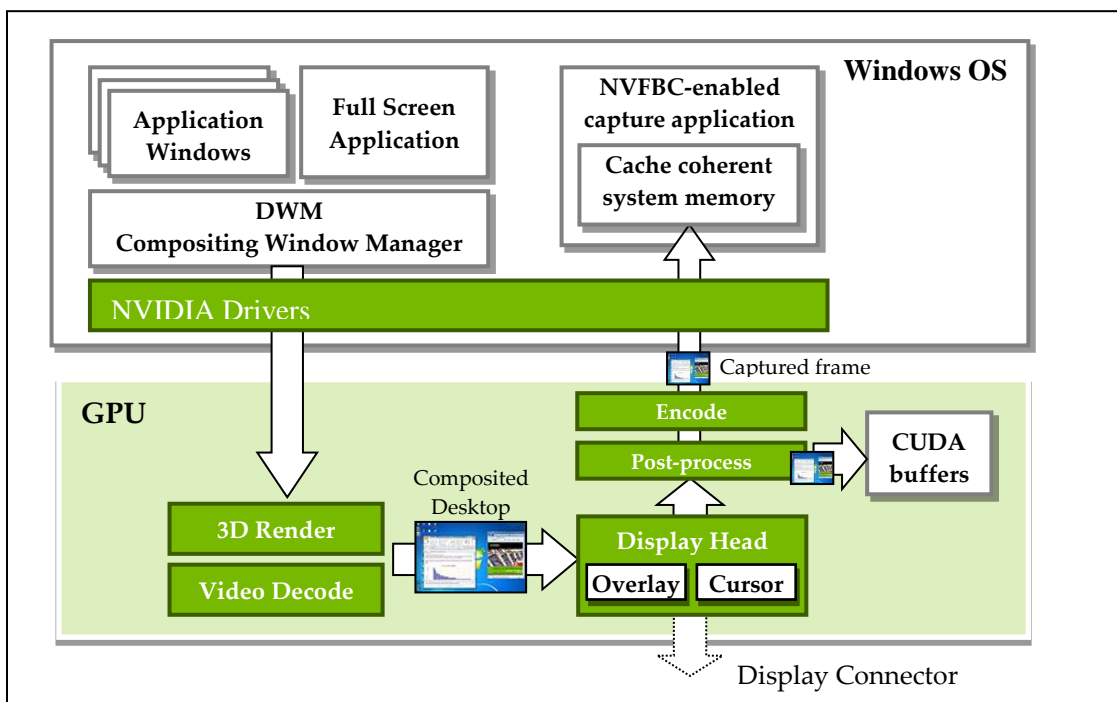 Windows OS
Application
Windows
Full Screen
Application
DWM
Compositing Window Manager
NVFBC-enabled
capture application
Cache coherent
system memory
NVIDIA Drivers
Captured frame
GPU
Encode
Post-process
CUDA
buffers
Composited
Desktop
3D Render
Video Decode
Display Head
Overlay
Cursor
Display Connector